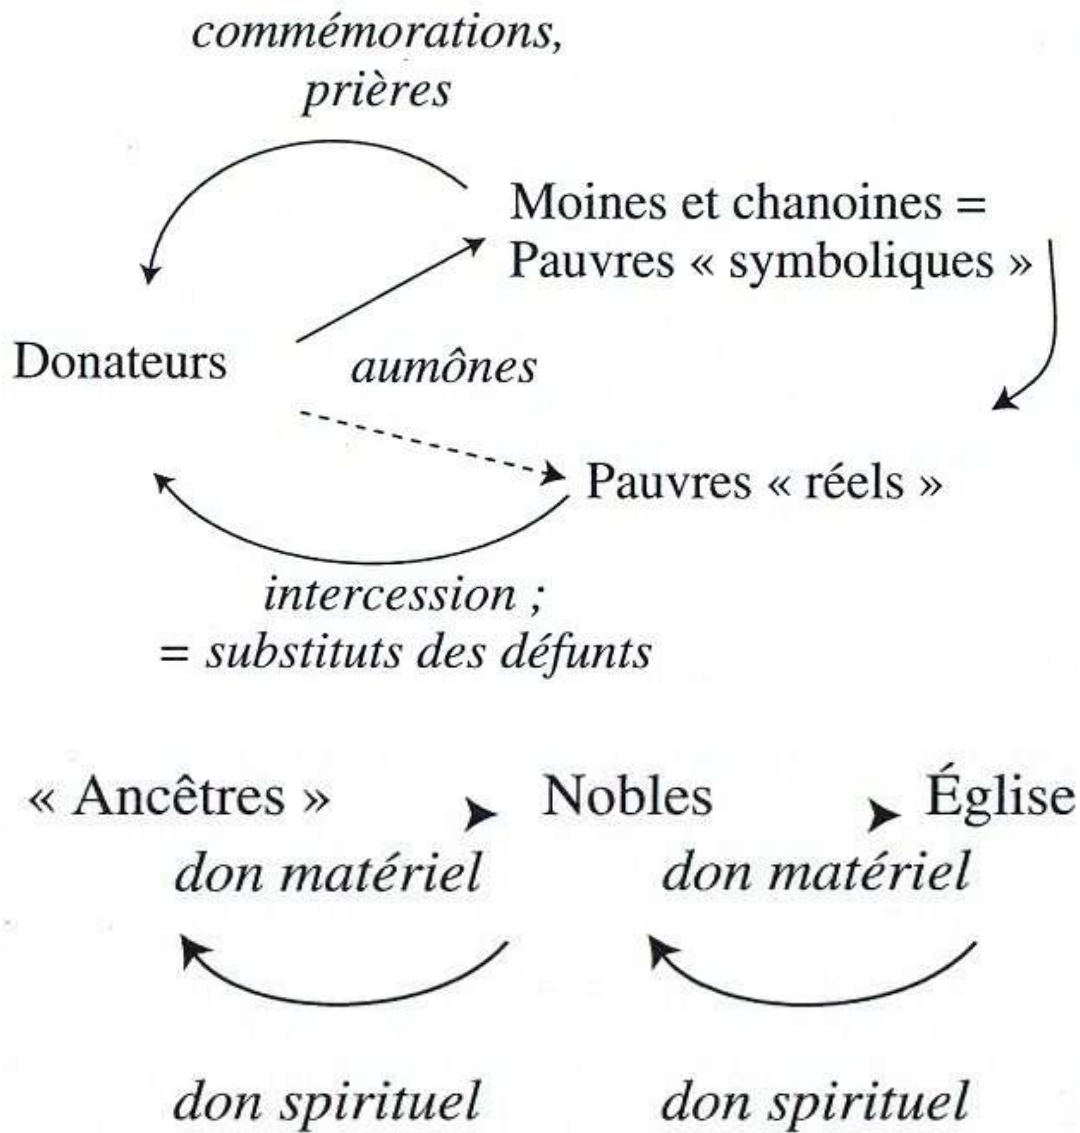 commémorations,
prières
Moines et chanoines =
Pauvres « symboliques »
Donateurs
aumônes
Pauvres « réels »
intercession ;
= substituts des défunts
« Ancêtres » Nobles Église
don matériel don matériel
don spirituel don spirituel